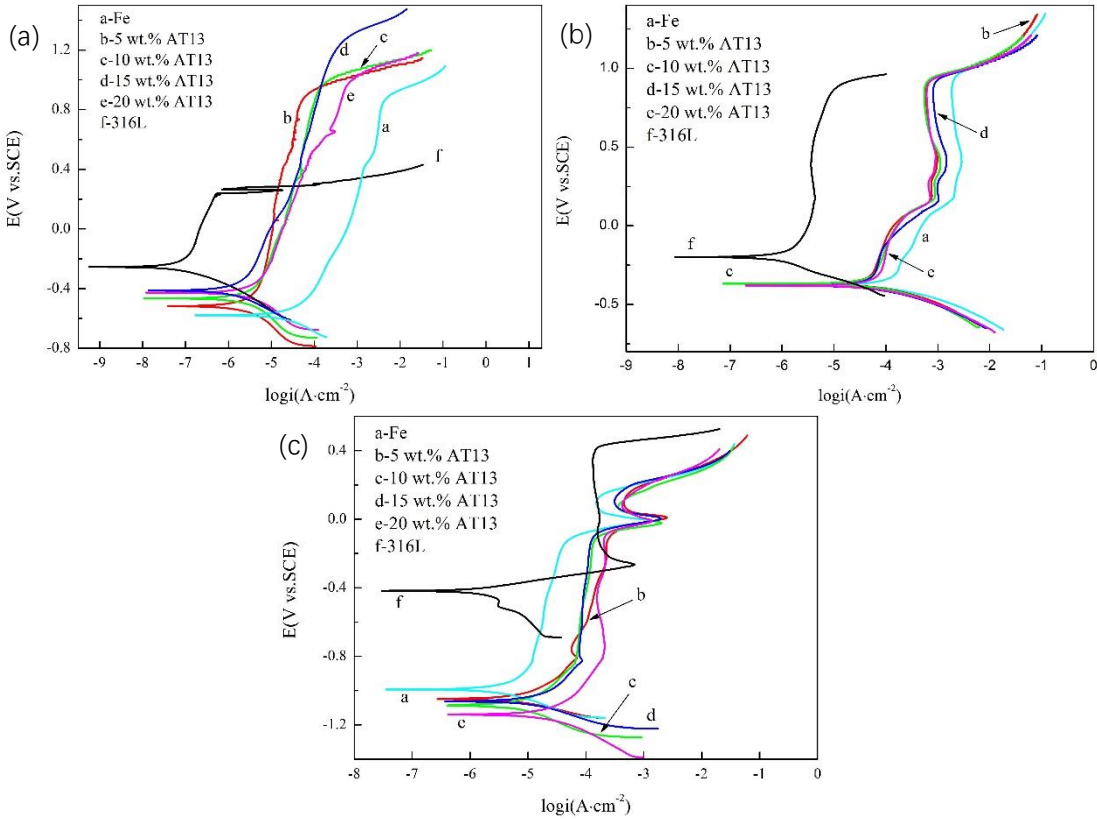 (a)
a-Fe
b-5 wt.% AT13
c-10 wt.% AT13
d-15 wt.% AT13
e-20 wt.% AT13
f-316L
d
c
b
e
a
f
E(V vs.SCE)
1.2
0.8
0.4
0.0
-0.4
-0.8
-9 -8 -7 -6 -5 -4 -3 -2 -1 0 1
logi(A·cm-2)
(b)
a-Fe
b-5 wt.% AT13
c-10 wt.% AT13
d-15 wt.% AT13
c-20 wt.% AT13
f-316L
b
d
a
c
f
c
E(V vs.SCE)
1.0
0.5
0.0
-0.5
-9 -8 -7 -6 -5 -4 -3 -2 -1 0
logi(A·cm-2)
(c)
a-Fe
b-5 wt.% AT13
c-10 wt.% AT13
d-15 wt.% AT13
e-20 wt.% AT13
f-316L
f
b
a
c
c
d
E(V vs.SCE)
0.4
0.0
-0.4
-0.8
-1.2
-8 -7 -6 -5 -4 -3 -2 -1 0
logi(A·cm-2)